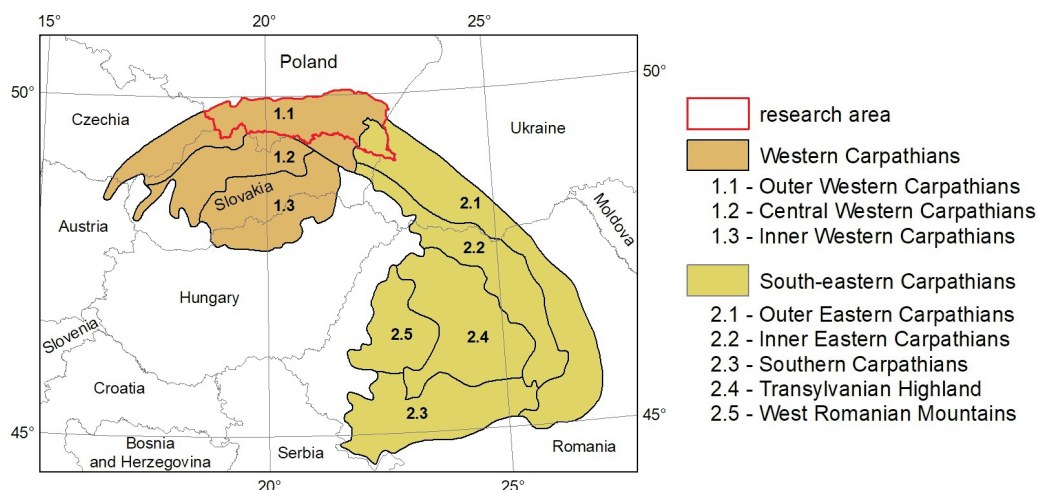 15°
20°
25°
Poland
50°
50°
Czechia
1.1
Ukraine
1.2
Slovakia
1.3
2.1
Moldova
Austria
2.2
Hungary
Slovenia
2.5
2.4
Croatia
2.3
45°
45°
Bosnia
and Herzegovina
Serbia
Romania
20°
25°
research area
Western Carpathians
1.1 - Outer Western Carpathians
1.2 - Central Western Carpathians
1.3 - Inner Western Carpathians
South-eastern Carpathians
2.1 - Outer Eastern Carpathians
2.2 - Inner Eastern Carpathians
2.3 - Southern Carpathians
2.4 - Transylvanian Highland
2.5 - West Romanian Mountains